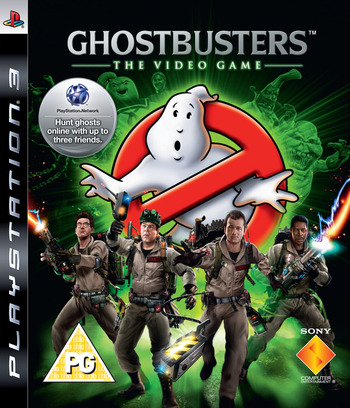 PLAYSTATION 3
GHOSTBUSTERS™
THE VIDEO GAME
PlayStation Network
Hunt ghosts
online with up to
three friends.
PG
SONY
COMPUTER
ENTERTAINMENT